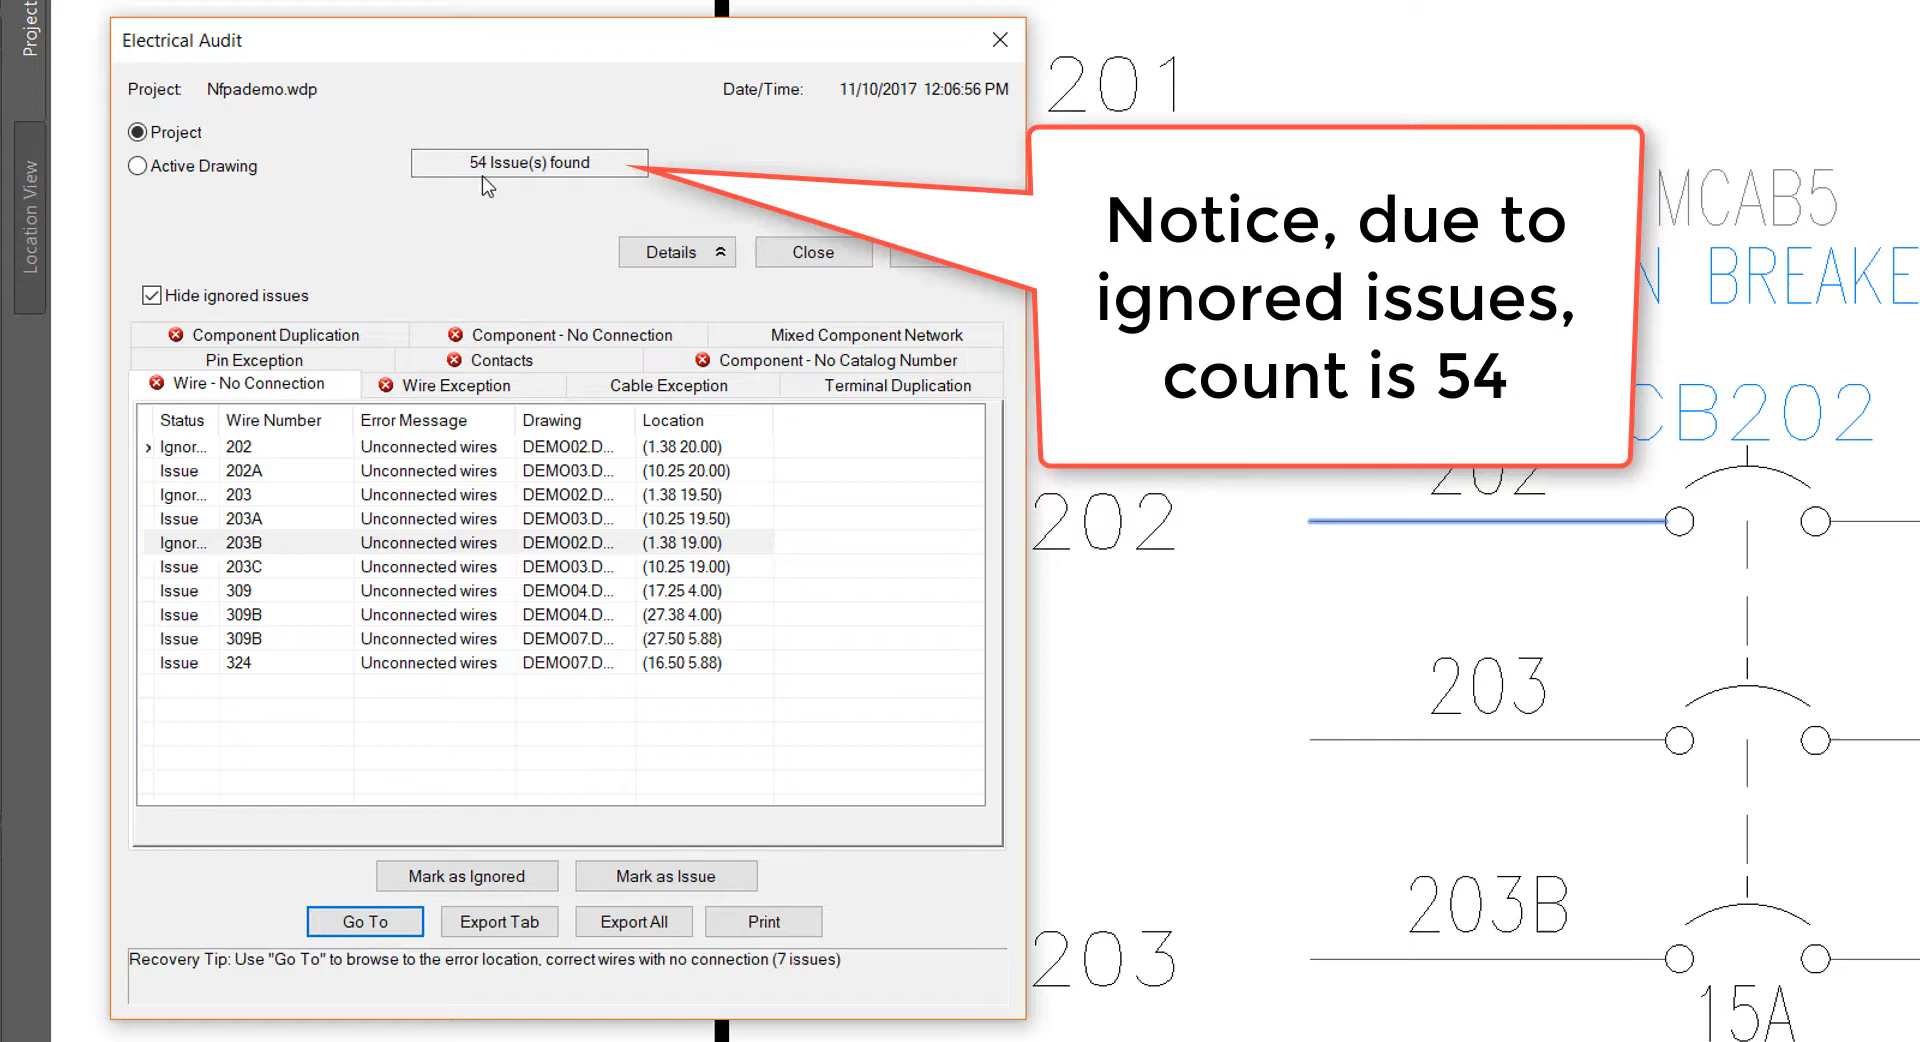 Project
Location View
Electrical Audit
Project: Nfpademo.wdp Date/Time: 11/10/2017 12:06:56 PM
Project
Active Drawing
54 Issue(s) found
Details Close
Hide ignored issues
Component Duplication Component - No Connection Mixed Component Network
Pin Exception Contacts Component - No Catalog Number
Wire - No Connection Wire Exception Cable Exception Terminal Duplication
Status Wire Number Error Message Drawing Location
Ignor... 202 Unconnected wires DEMO02.D... (1.38 20.00)
Issue 202A Unconnected wires DEMO03.D... (10.25 20.00)
Ignor... 203 Unconnected wires DEMO02.D... (1.38 19.50)
Issue 203A Unconnected wires DEMO03.D... (10.25 19.50)
Ignor... 203B Unconnected wires DEMO02.D... (1.38 19.00)
Issue 203C Unconnected wires DEMO03.D... (10.25 19.00)
Issue 309 Unconnected wires DEMO04.D... (17.25 4.00)
Issue 309B Unconnected wires DEMO04.D... (27.38 4.00)
Issue 309B Unconnected wires DEMO07.D... (27.50 5.88)
Issue 324 Unconnected wires DEMO07.D... (16.50 5.88)
Mark as Ignored Mark as Issue
Go To Export Tab Export All Print
Recovery Tip: Use "Go To" to browse to the error location, correct wires with no connection (7 issues)
Notice, due to
ignored issues,
count is 54
201
MCAB5
N BREAKE
CB202
202
202
203
203B
203
15A